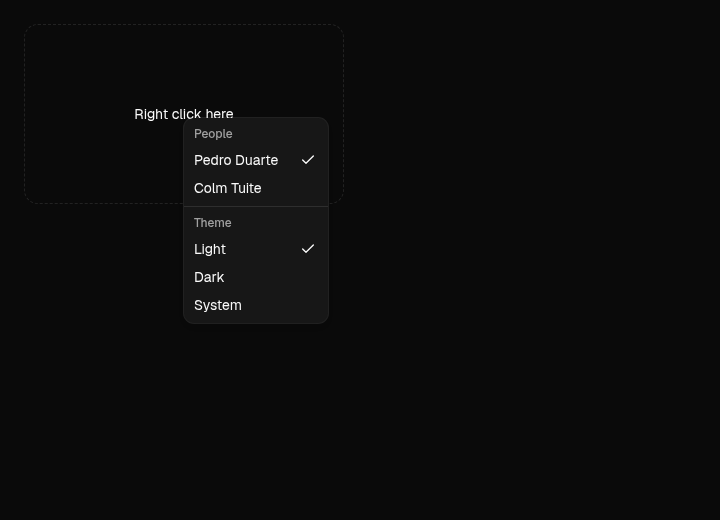 Right click here
People
Pedro Duarte
Colm Tuite
Theme
Light
Dark
System